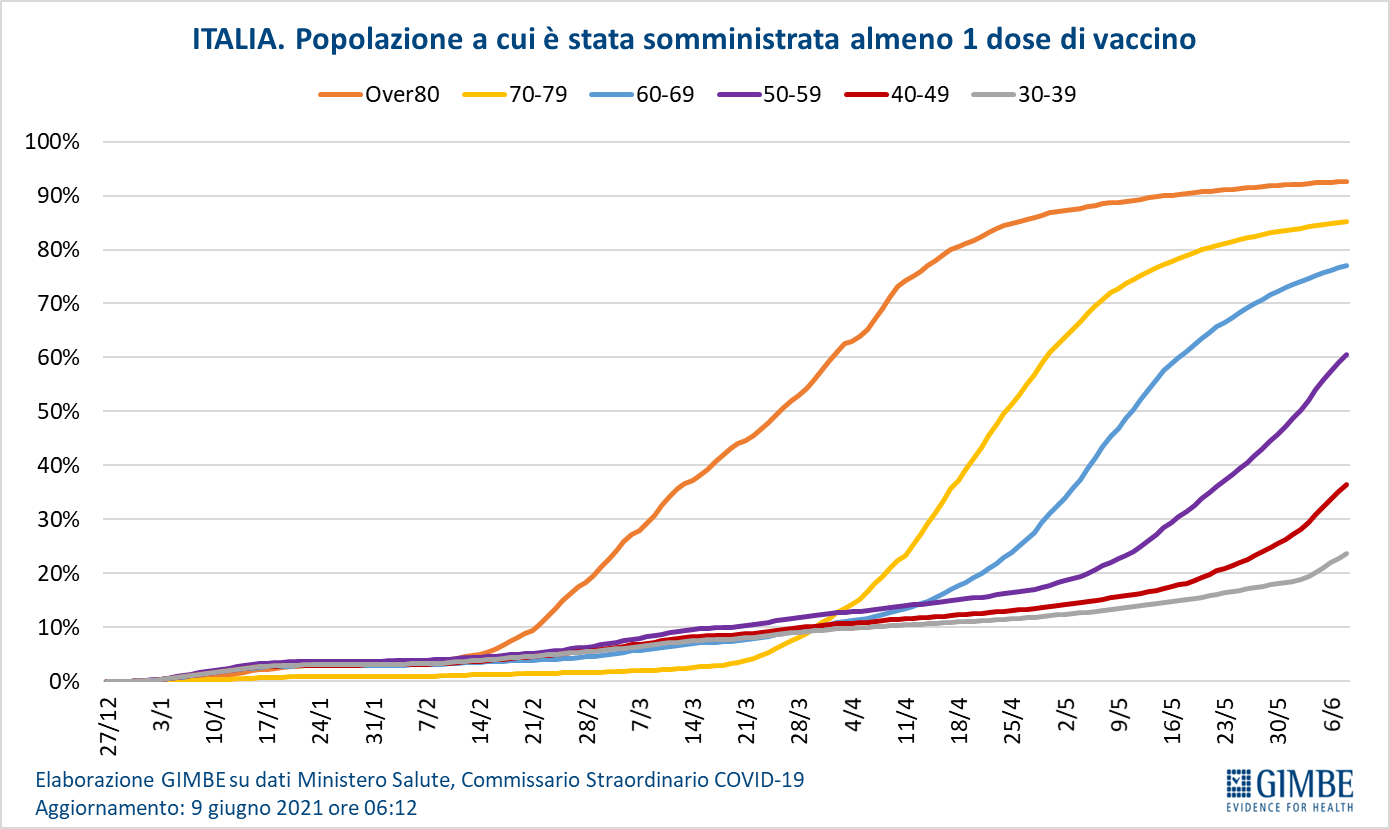 ITALIA. Popolazione a cui è stata somministrata almeno 1 dose di vaccino
Over80 70-79 60-69 50-59 40-49 30-39
100%
90%
80%
70%
60%
50%
40%
30%
20%
10%
0%
27/12 3/1 10/1 17/1 24/1 31/1 7/2 14/2 21/2 28/2 7/3 14/3 21/3 28/3 4/4 11/4 18/4 25/4 2/5 9/5 16/5 23/5 30/5 6/6
Elaborazione GIMBE su dati Ministero Salute, Commissario Straordinario COVID-19
Aggiornamento: 9 giugno 2021 ore 06:12
GIMBE
EVIDENCE FOR HEALTH